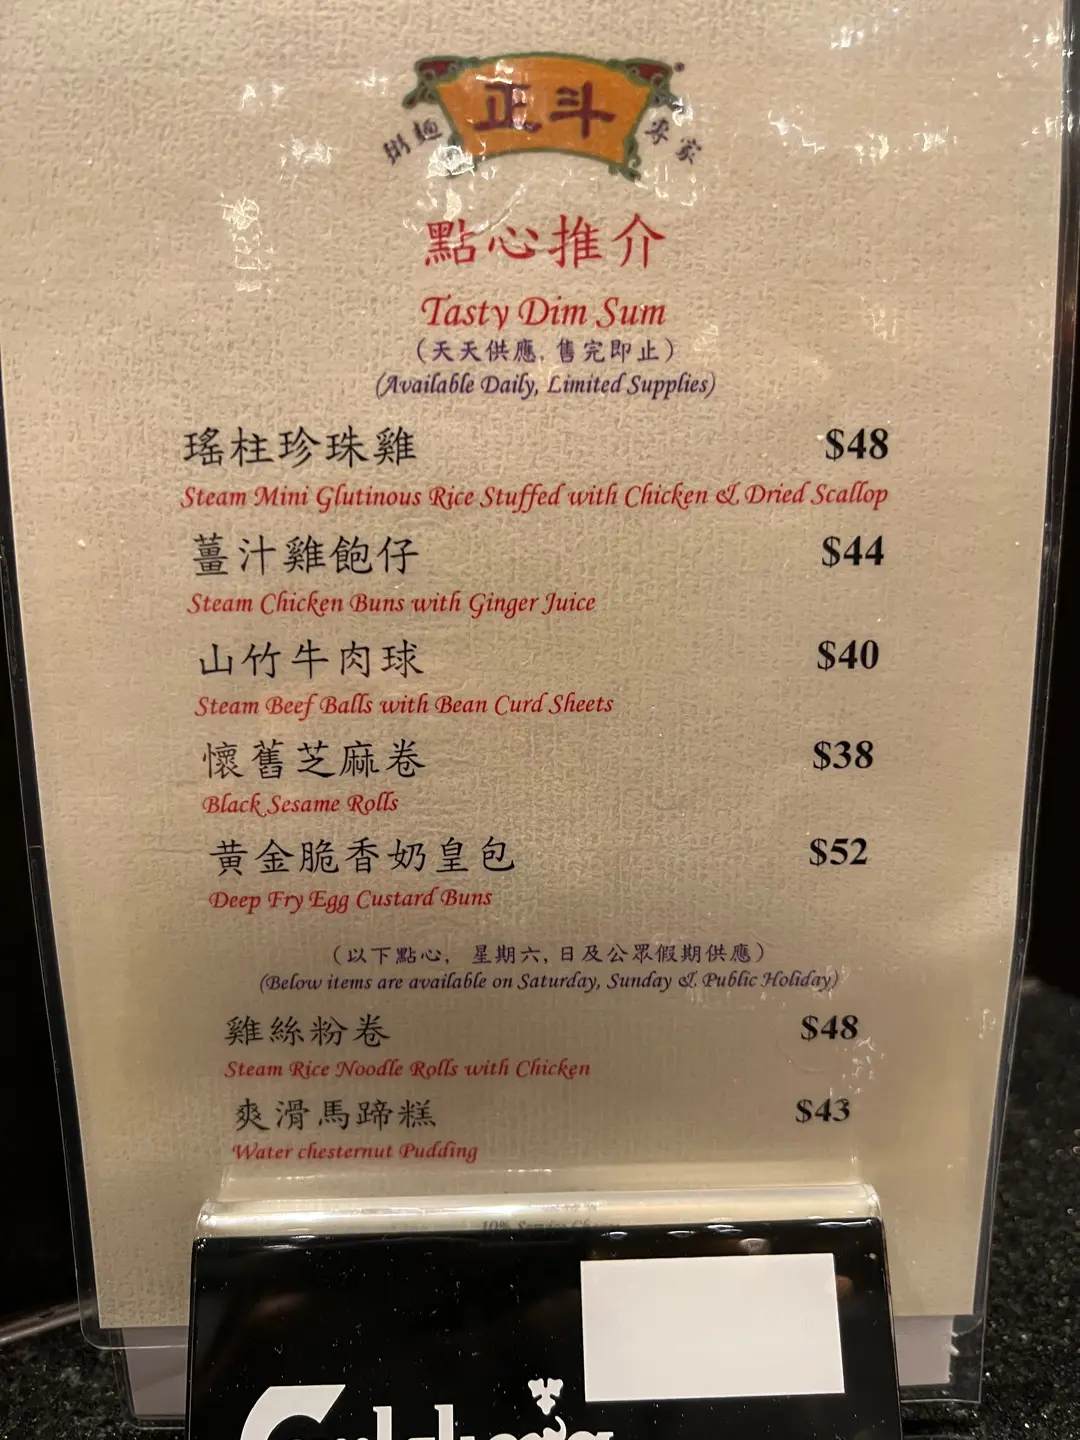 粥麵 正斗 專家
點心推介
Tasty Dim Sum
(天天供應, 售完即止)
(Available Daily, Limited Supplies)
瑤柱珍珠雞 $48
Steam Mini Glutinous Rice Stuffed with Chicken & Dried Scallop
薑汁雞飽仔 $44
Steam Chicken Buns with Ginger Juice
山竹牛肉球 $40
Steam Beef Balls with Bean Curd Sheets
懷舊芝麻卷 $38
Black Sesame Rolls
黃金脆香奶皇包 $52
Deep Fry Egg Custard Buns
(以下點心, 星期六, 日及公眾假期供應)
(Below items are available on Saturday, Sunday & Public Holiday)
雞絲粉卷 $48
Steam Rice Noodle Rolls with Chicken
爽滑馬蹄糕 $43
Water chesternut Pudding
10% Service
Carlsberg